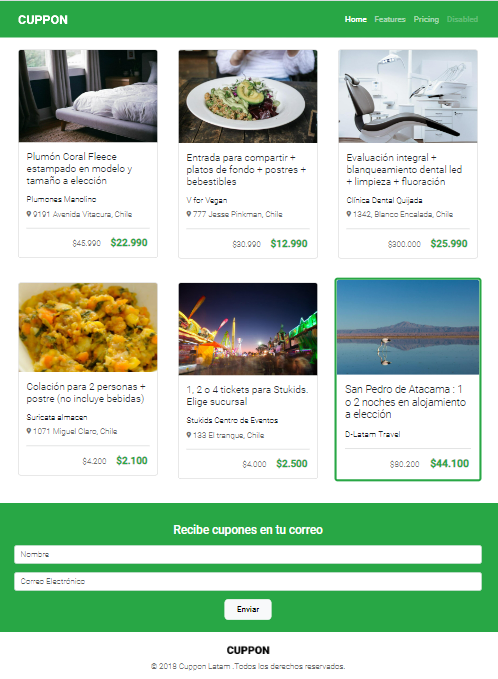 CUPPON
Home Features Pricing Disabled
Plumón Coral Fleece
estampado en modelo y
tamaño a elección
Plumones Manolino
9191 Avenida Vitacura, Chile
$45.990 $22.990
Entrada para compartir +
platos de fondo + postres +
bebestibles
V for Vegan
777 Jesse Pinkman, Chile
$30.990 $12.990
Evaluación integral +
blanqueamiento dental led
+ limpieza + fluoración
Clínica Dental Quijada
1342, Blanco Encalada, Chile
$300.000 $25.990
Colación para 2 personas +
postre (no incluye bebidas)
Suricata almacen
1071 Miguel Claro, Chile
$4.200 $2.100
1, 2 o 4 tickets para Stukids.
Elige sucursal
Stukids Centro de Eventos
133 El trangue, Chile
$4.000 $2.500
San Pedro de Atacama : 1
o 2 noches en alojamiento
a elección
D-Latam Travel
$80.200 $44.100
Recibe cupones en tu correo
Nombre
Correo Electrónico
Enviar
CUPPON
© 2018 Cuppon Latam .Todos los derechos reservados.